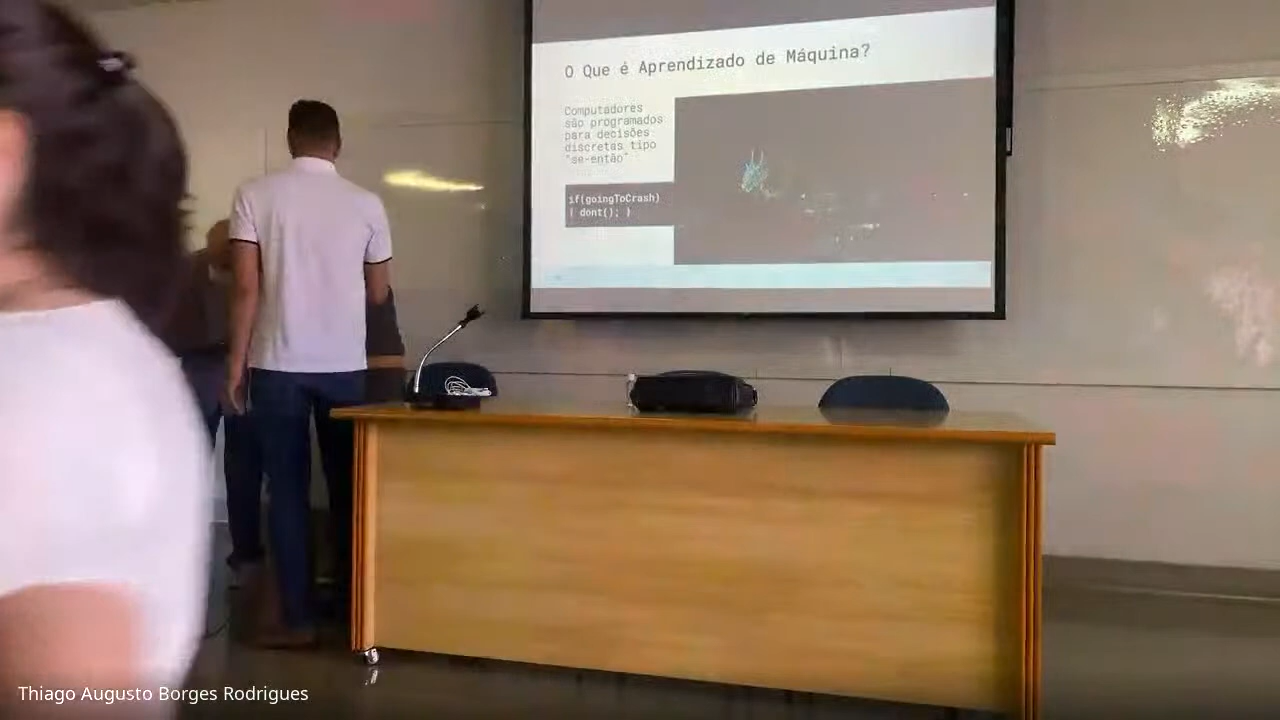 O Que é Aprendizado de Máquina?
Computadores
são programados
para decisões
discretas tipo
"se-então"
if(goingToCrash)
{ dont(); }
Thiago Augusto Borges Rodrigues